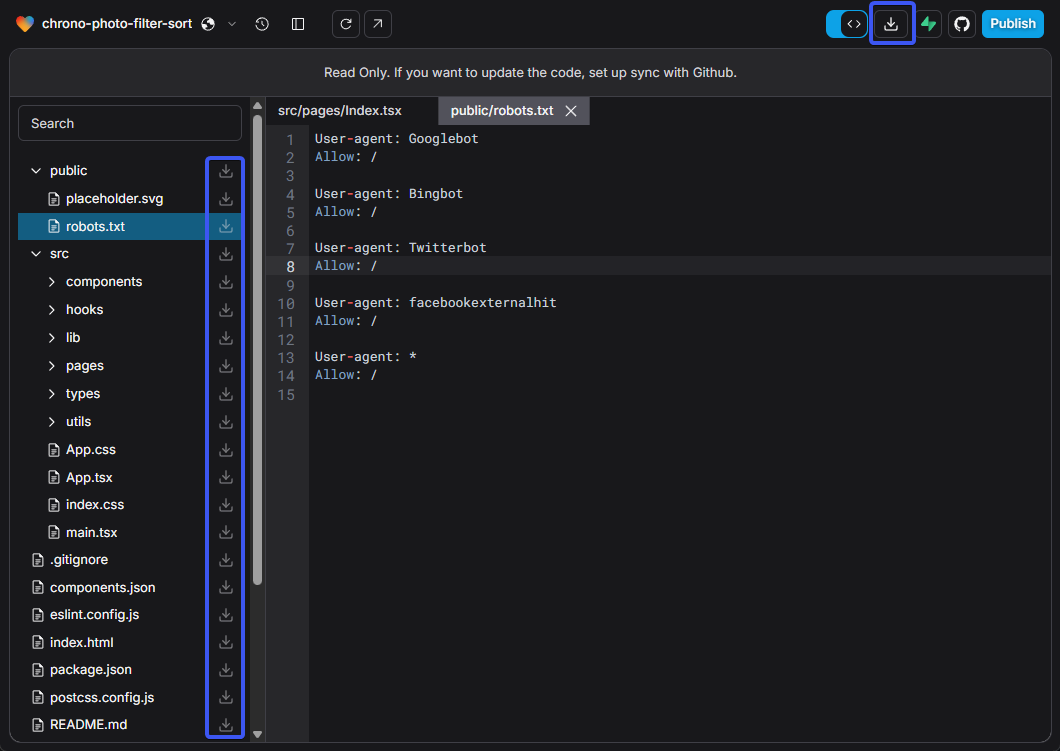 chrono-photo-filter-sort
Publish
Read Only. If you want to update the code, set up sync with Github.
Search
public
placeholder.svg
robots.txt
src
components
hooks
lib
pages
types
utils
App.css
App.tsx
index.css
main.tsx
.gitignore
components.json
eslint.config.js
index.html
package.json
postcss.config.js
README.md
src/pages/Index.tsx
public/robots.txt
1 User-agent: Googlebot
2 Allow: /
3
4 User-agent: Bingbot
5 Allow: /
6
7 User-agent: Twitterbot
8 Allow: /
9
10 User-agent: facebookexternalhit
11 Allow: /
12
13 User-agent: *
14 Allow: /
15